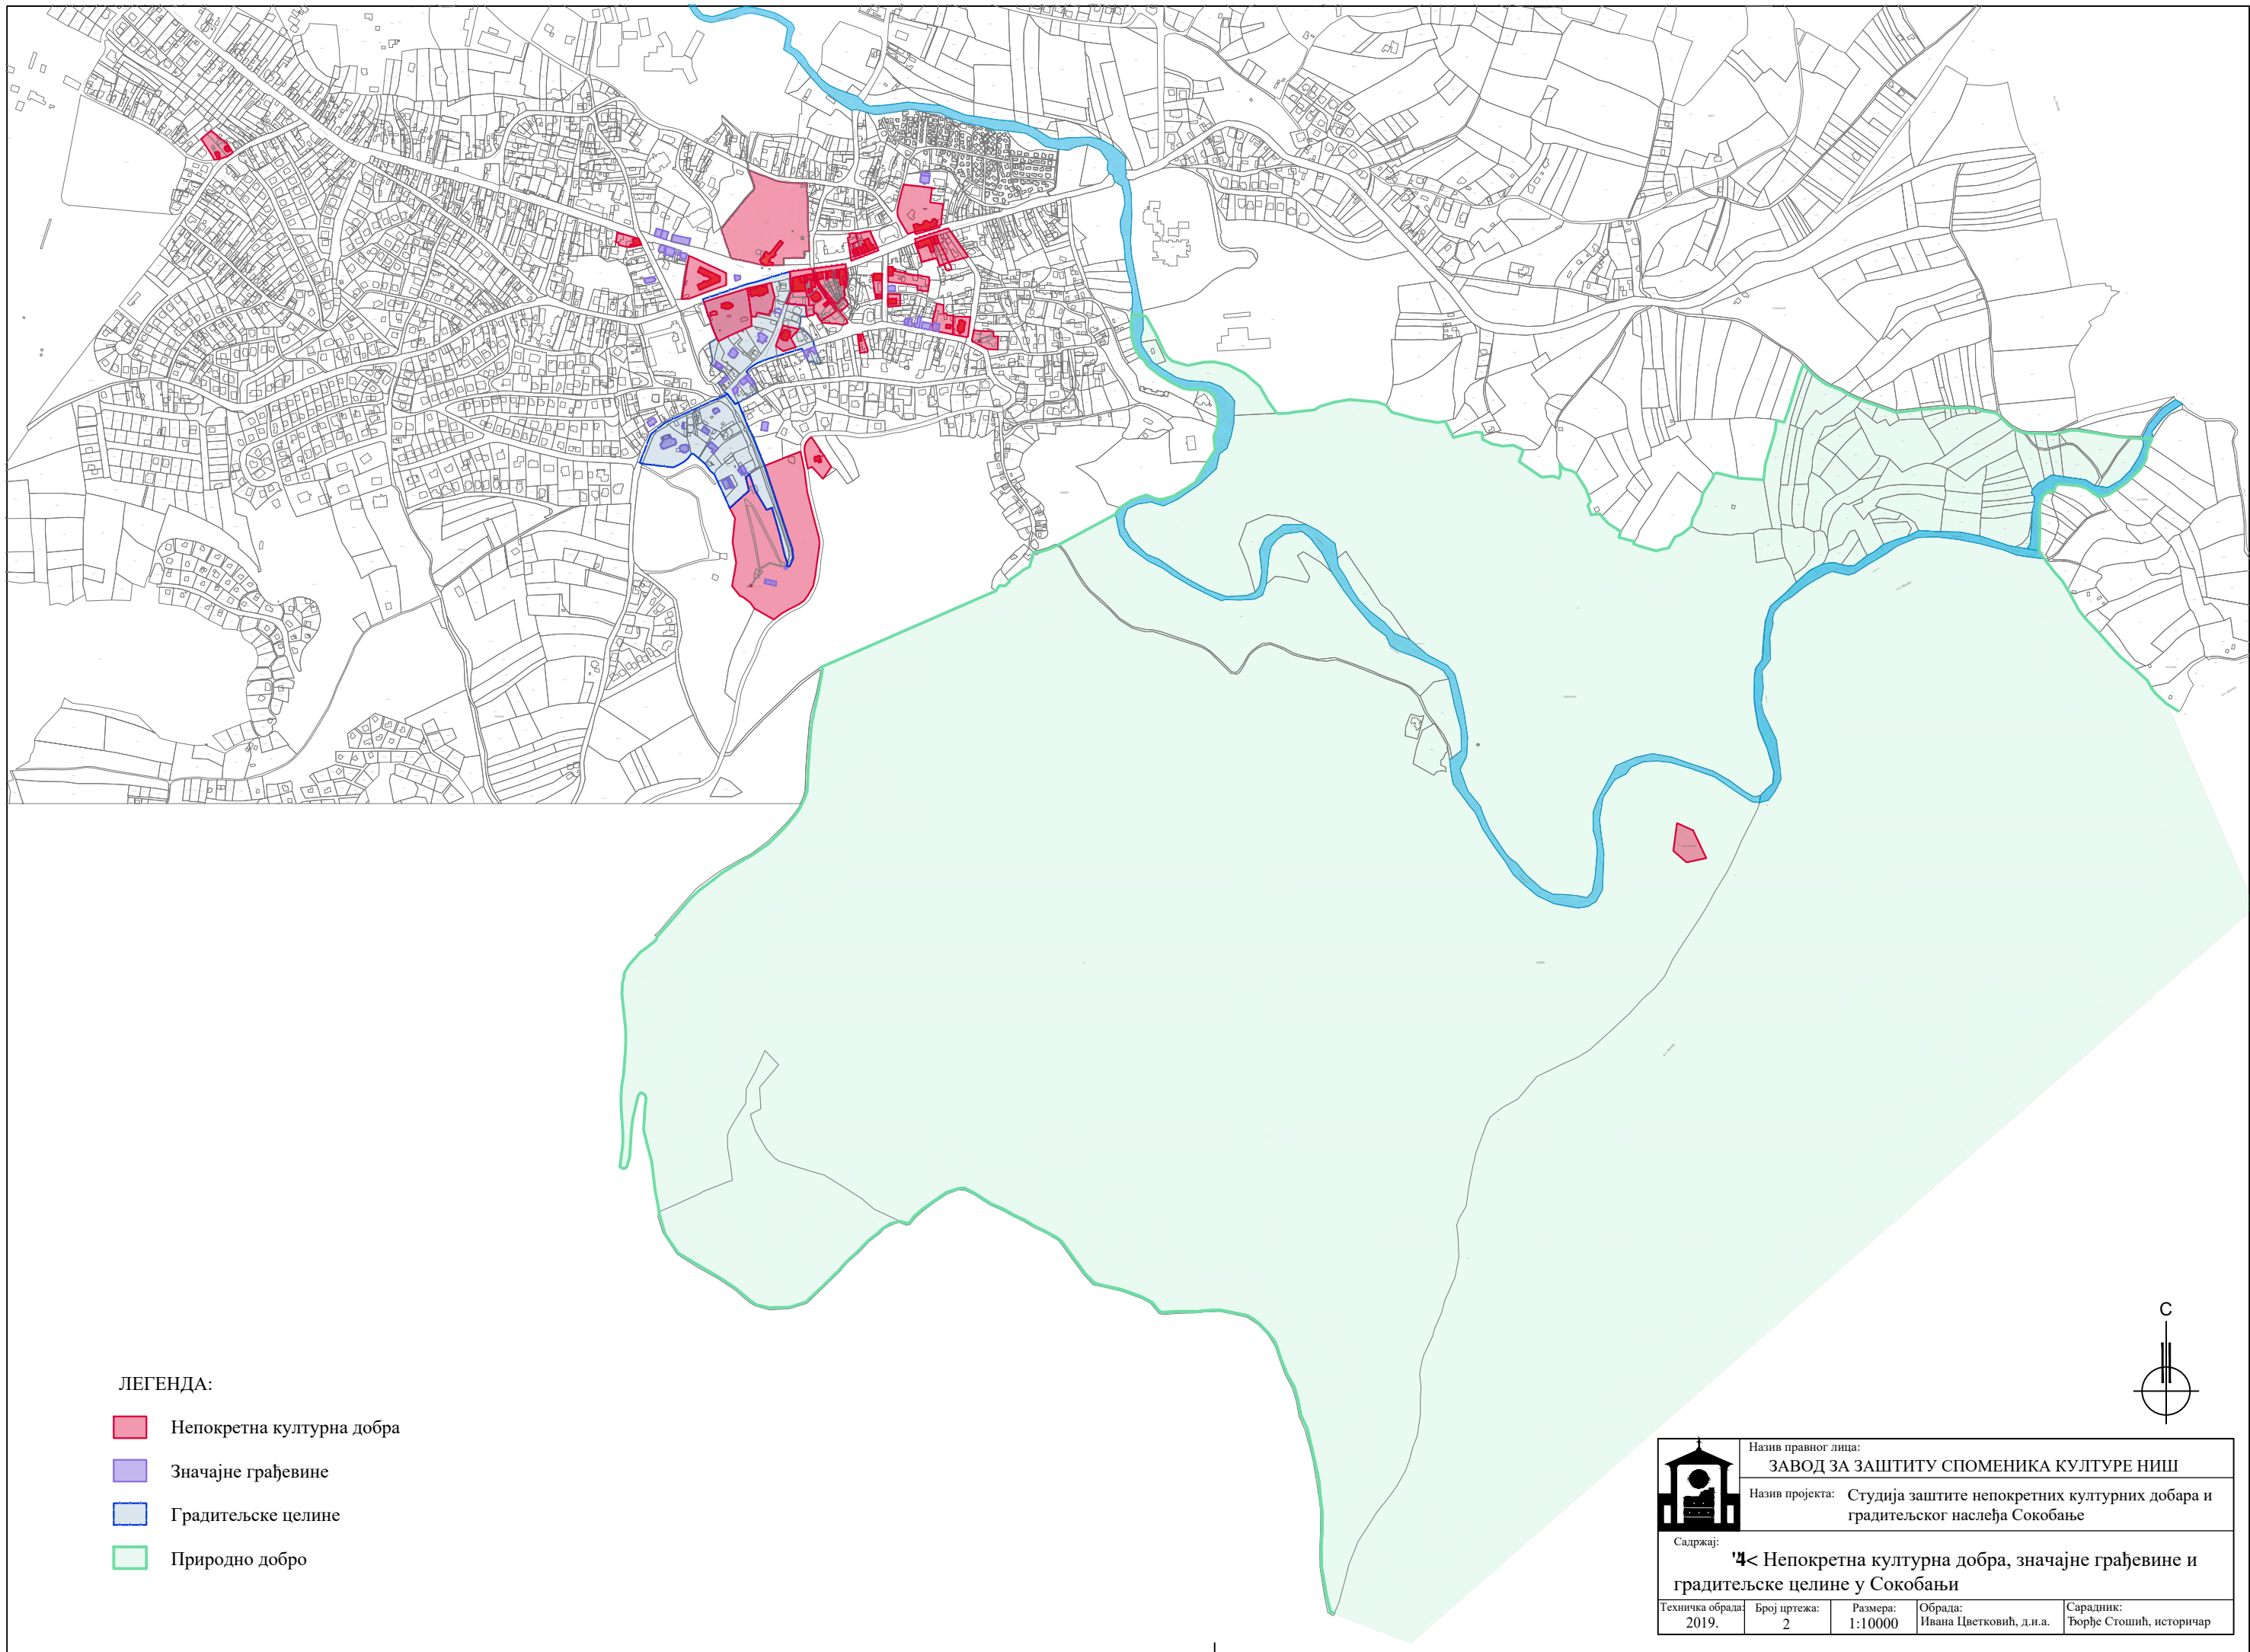 С
ЛЕГЕНДА:
Непокретна културна добра
Значајне грађевине
Градитељске целине
Природно добро
Назив правног лица:
ЗАВОД ЗА ЗАШТИТУ СПОМЕНИКА КУЛТУРЕ НИШ
Назив пројекта: Студија заштите непокретних културних добара и
градитељског наслеђа Сокобање
Садржај:
Непокретна културна добра, значајне грађевине и
градитељске целине у Сокобањи
Техничка обрада: Број цртежа: Размера: Обрада: Сарадник:
2019. 2 1:10000 Ивана Цветковић, д.и.а. Ђорђе Стошић, историчар